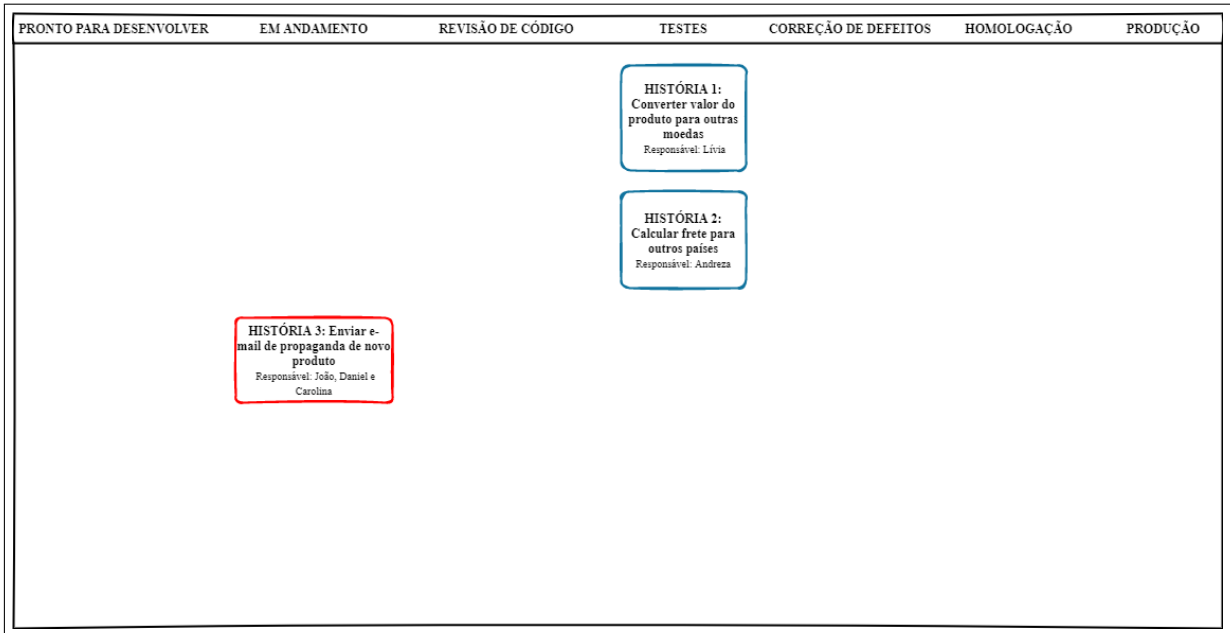 PRONTO PARA DESENVOLVER
EM ANDAMENTO
REVISÃO DE CÓDIGO
TESTES
CORREÇÃO DE DEFEITOS
HOMOLOGAÇÃO
PRODUÇÃO
HISTÓRIA 1:
Converter valor do
produto para outras
moedas
Responsável: Lívia
HISTÓRIA 2:
Calcular frete para
outros países
Responsável: Andreza
HISTÓRIA 3: Enviar e-
mail de propaganda de novo
produto
Responsável: João, Daniel e
Carolina